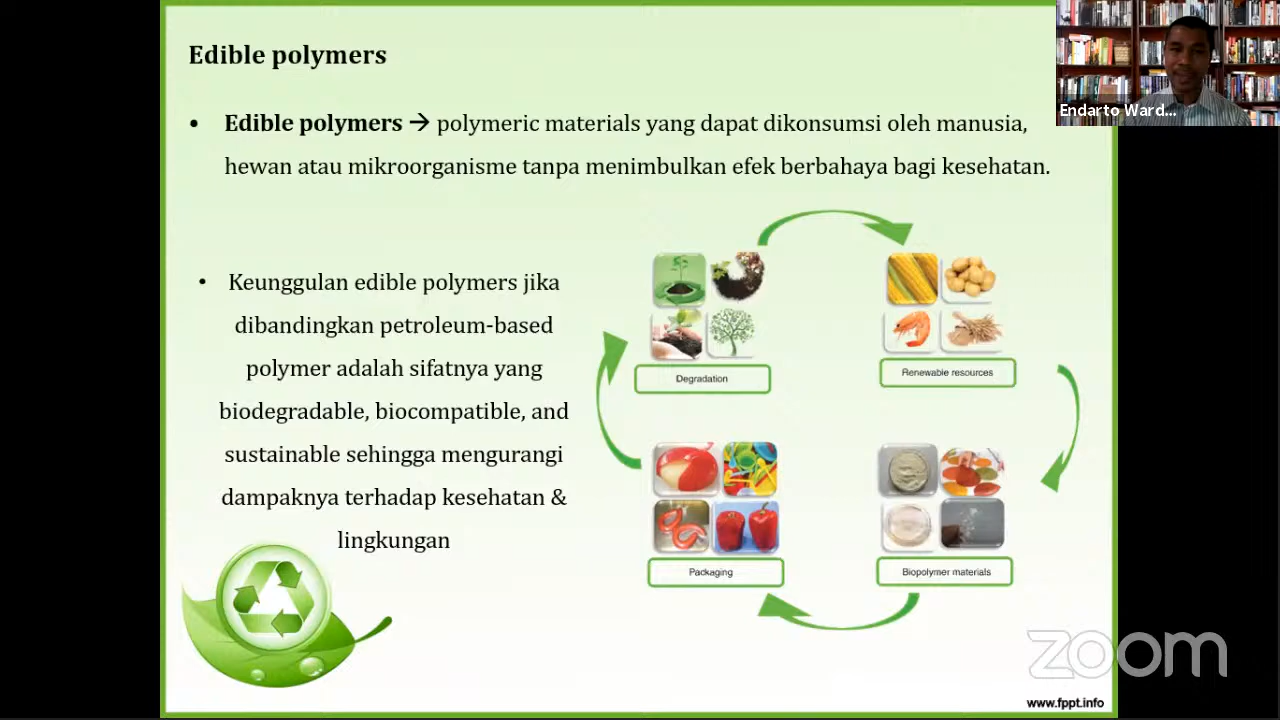 Edible polymers
Endarto Ward...
• Edible polymers → polymeric materials yang dapat dikonsumsi oleh manusia,
hewan atau mikroorganisme tanpa menimbulkan efek berbahaya bagi kesehatan.
• Keunggulan edible polymers jika
dibandingkan petroleum-based
polymer adalah sifatnya yang
biodegradable, biocompatible, and
sustainable sehingga mengurangi
dampaknya terhadap kesehatan &
lingkungan
Degradation
Renewable resources
Packaging
Biopolymer materials
zoom
www.fppt.info